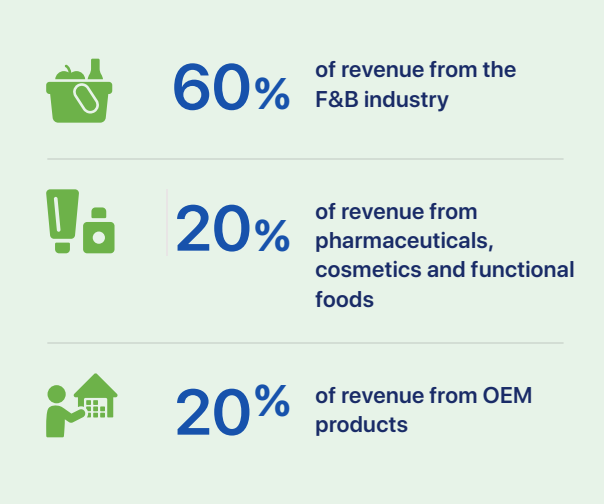 60%
of revenue from the
F&B industry
20%
of revenue from
pharmaceuticals,
cosmetics and functional
foods
20%
of revenue from OEM
products